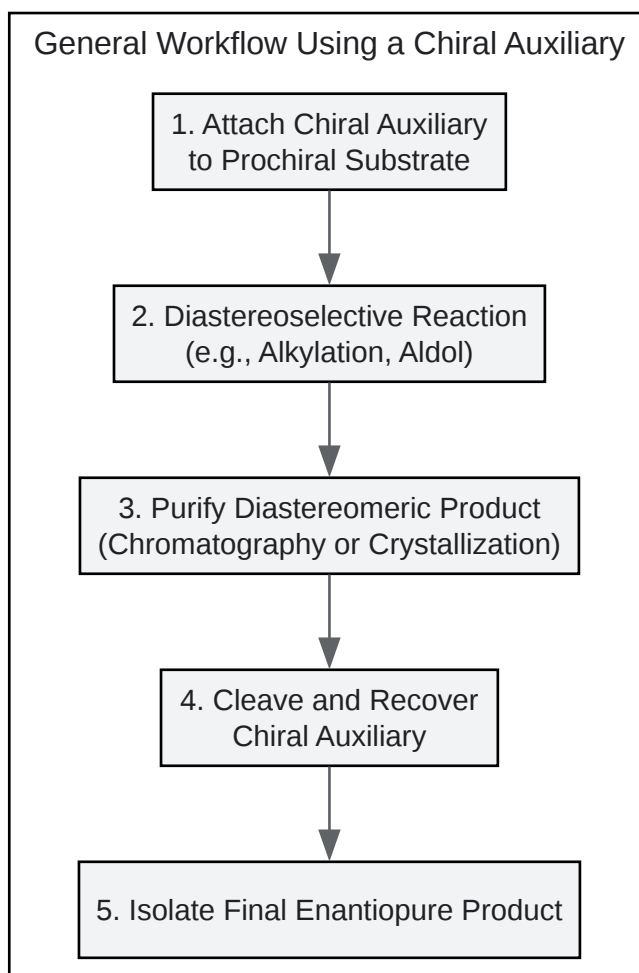 General Workflow Using a Chiral Auxiliary
1. Attach Chiral Auxiliary
to Prochiral Substrate
2. Diastereoselective Reaction
(e.g., Alkylation, Aldol)
3. Purify Diastereomeric Product
(Chromatography or Crystallization)
4. Cleave and Recover
Chiral Auxiliary
5. Isolate Final Enantiopure Product